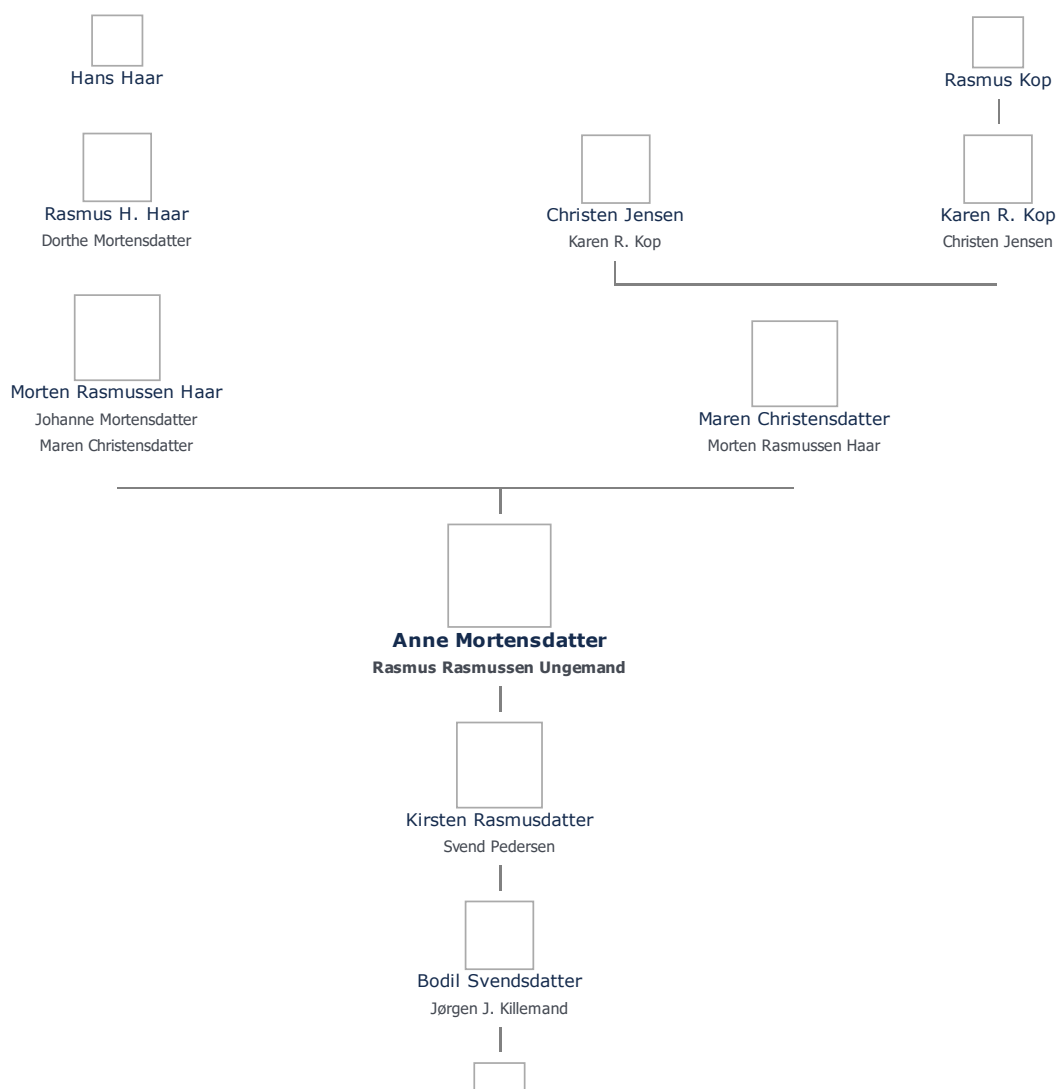 Hans Haar
Rasmus Kop
Rasmus H. Haar
Dorthe Mortensdatter
Christen Jensen
Karen R. Kop
Karen R. Kop
Christen Jensen
Morten Rasmussen Haar
Johanne Mortensdatter
Maren Christensdatter
Maren Christensdatter
Morten Rasmussen Haar
Anne Mortensdatter
Rasmus Rasmussen Ungemand
Kirsten Rasmusdatter
Svend Pedersen
Bodil Svendsdatter
Jørgen J. Killemand